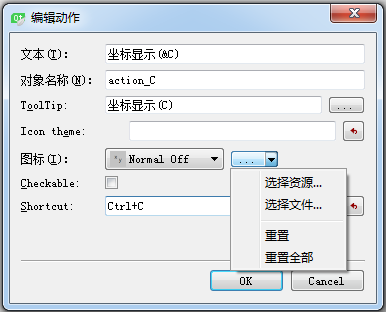 编辑动作
文本(T): 坐标显示(&C)
对象名称(N): action_C
ToolTip: 坐标显示(C) ...
Icon theme:
图标(I): Normal Off ...
选择资源...
Checkable:
选择文件...
Shortcut: Ctrl+C
重置
重置全部
OK Cancel